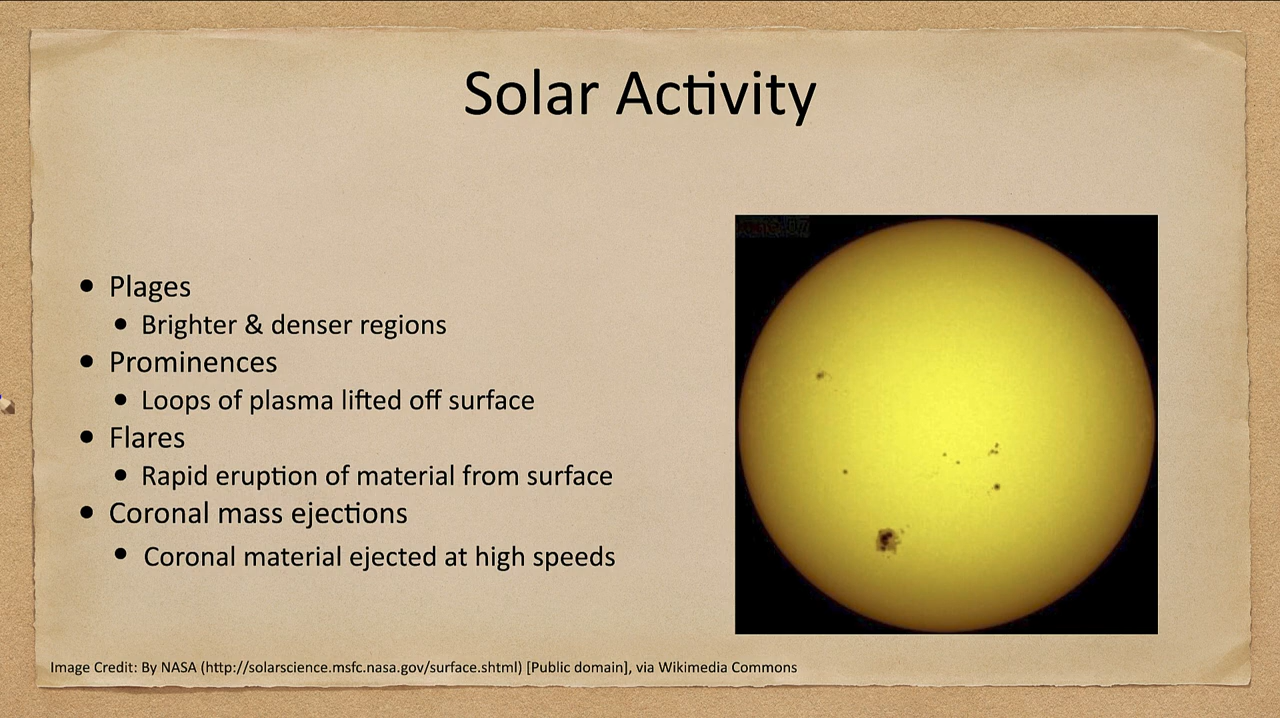 Solar Activity
• Plages
• Brighter & denser regions
• Prominences
• Loops of plasma lifted off surface
• Flares
• Rapid eruption of material from surface
• Coronal mass ejections
• Coronal material ejected at high speeds
Image Credit: By NASA (http://solarscience.msfc.nasa.gov/surface.shtml) [Public domain], via Wikimedia Commons